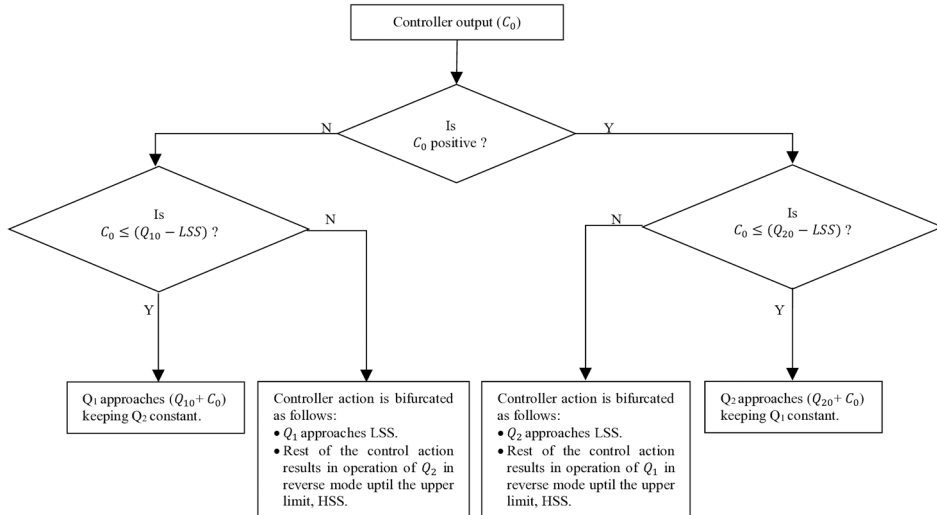 Controller output (𝐶₀)
Is
𝐶₀ positive ?
N
Y
Is
𝐶₀ ≤ (𝑄₁₀ − 𝐿𝑆𝑆) ?
N
Y
Is
𝐶₀ ≤ (𝑄₂₀ − 𝐿𝑆𝑆) ?
N
Y
Q₁ approaches (𝑄₁₀+ 𝐶₀)
keeping Q₂ constant.
Controller action is bifurcated
as follows:
• 𝑄₁ approaches LSS.
• Rest of the control action
results in operation of 𝑄₂ in
reverse mode uptil the upper
limit, HSS.
Controller action is bifurcated
as follows:
• 𝑄₂ approaches LSS.
• Rest of the control action
results in operation of 𝑄₁ in
reverse mode uptil the upper
limit, HSS.
Q₂ approaches (𝑄₂₀+ 𝐶₀)
keeping Q₁ constant.